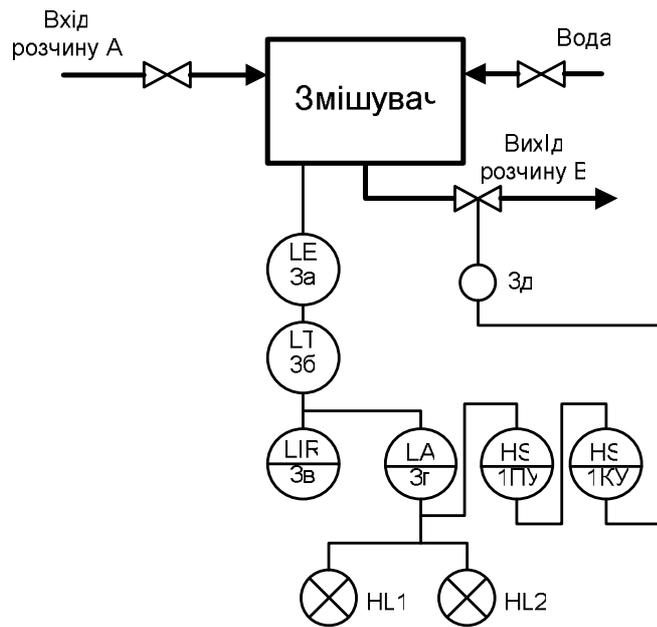 Вхід
розчину А
Вода
Змішувач
ВихІд
розчину Е
LE
3а
3д
LT
3б
LIR
3в
LA
3г
HS
1ПУ
HS
1КУ
HL1
HL2